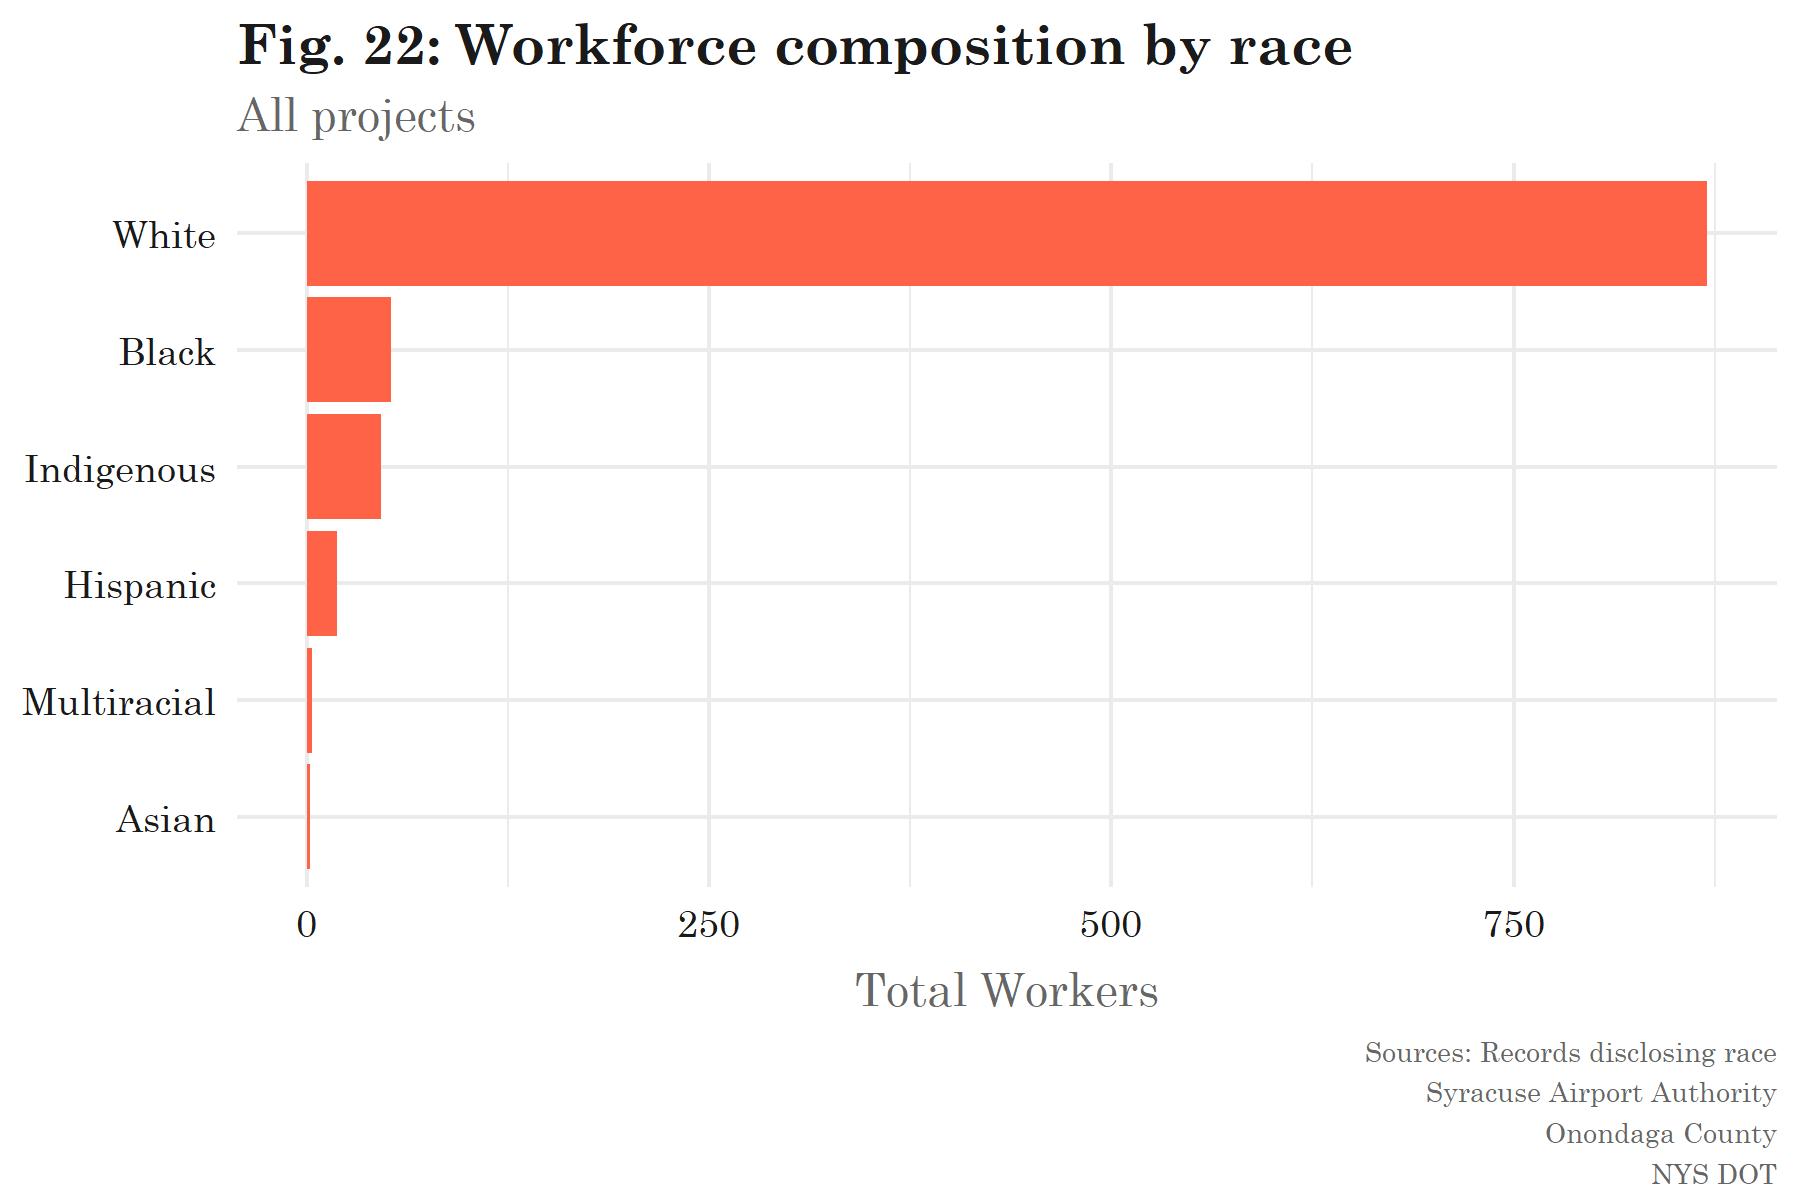 Fig. 22: Workforce composition by race
All projects
White
Black
Indigenous
Hispanic
Multiracial
Asian
0 250 500 750
Total Workers
Sources: Records disclosing race
Syracuse Airport Authority
Onondaga County
NYS DOT